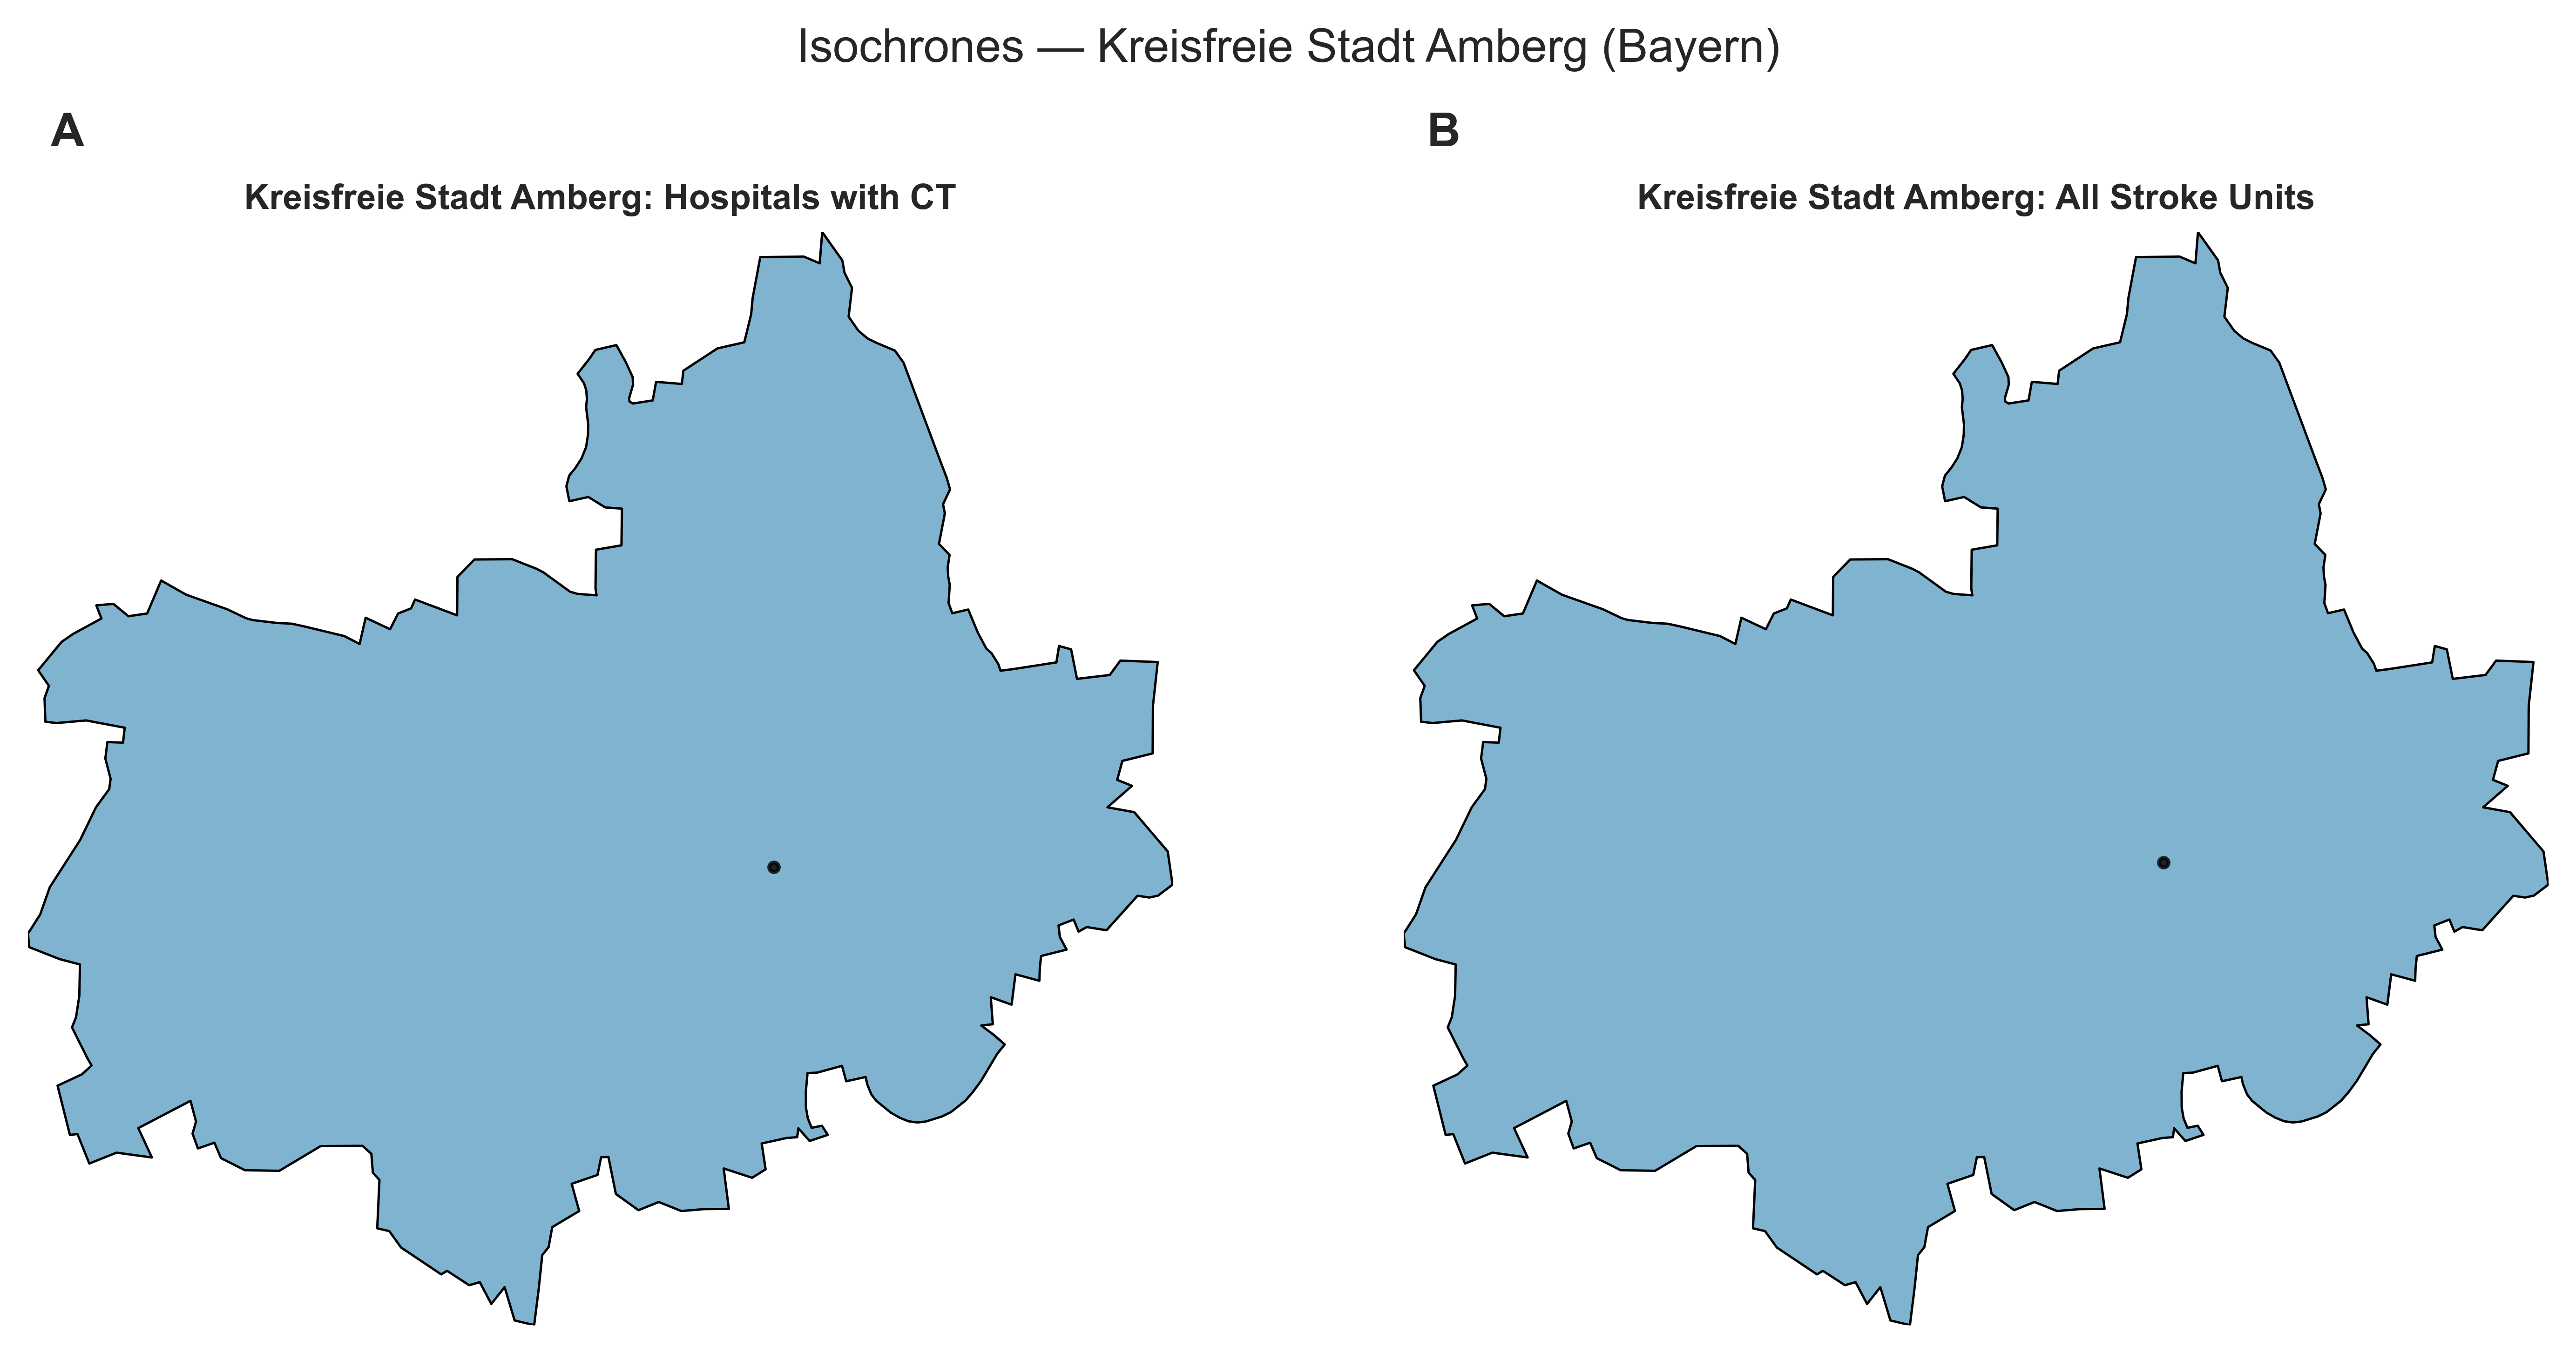 Isochrones — Kreisfreie Stadt Amberg (Bayern)
A
B
Kreisfreie Stadt Amberg: Hospitals with CT
Kreisfreie Stadt Amberg: All Stroke Units